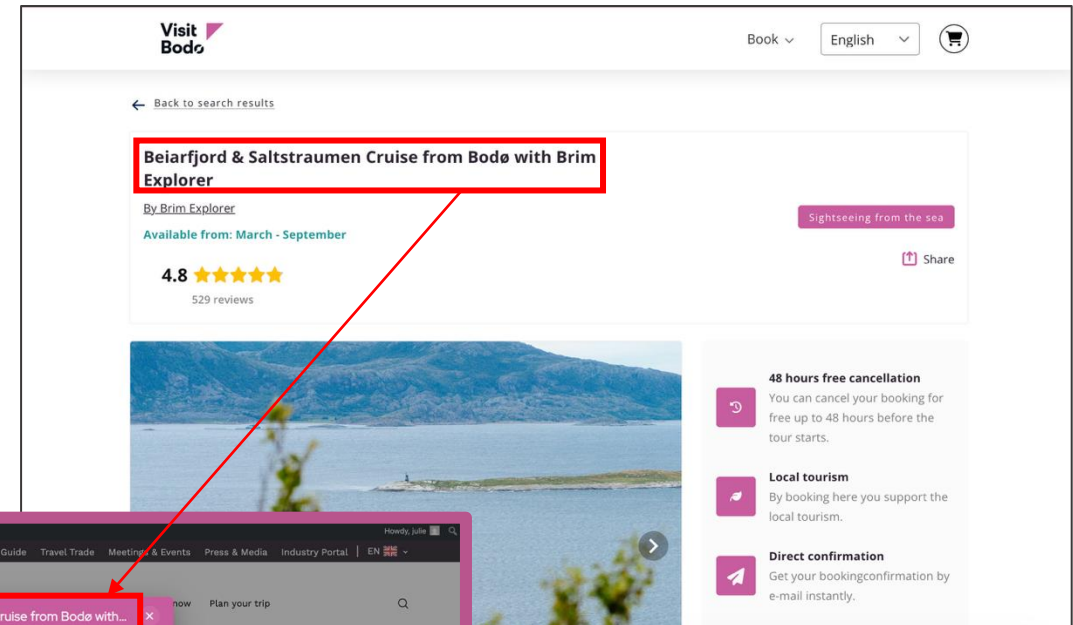 Visit
Bodø
Book
English
Back to search results
Beiarfjord & Saltstraumen Cruise from Bodø with Brim
Explorer
By Brim Explorer
Available from: March - September
Sightseeing from the sea
Share
4.8
529 reviews
48 hours free cancellation
You can cancel your booking for
free up to 48 hours before the
tour starts.
Local tourism
By booking here you support the
local tourism.
Direct confirmation
Get your bookingconfirmation by
e-mail instantly.
Howdy, julie
Guide Travel Trade Meetings & Events Press & Media Industry Portal | EN
now Plan your trip
ruise from Bodø with... ×